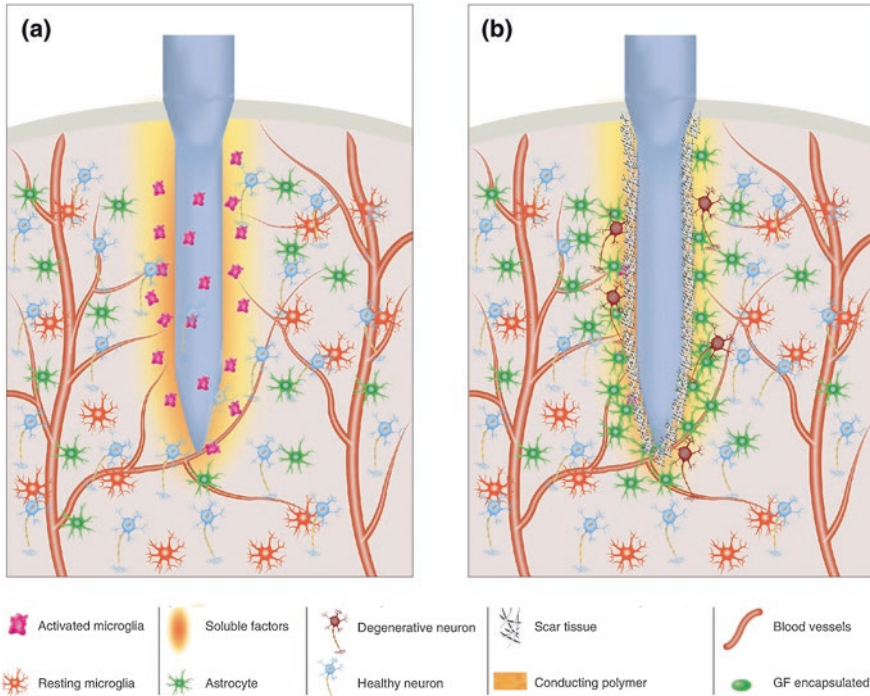 (a)
(b)
Activated microglia
Soluble factors
Degenerative neuron
Scar tissue
Blood vessels
Resting microglia
Astrocyte
Healthy neuron
Conducting polymer
GF encapsulated